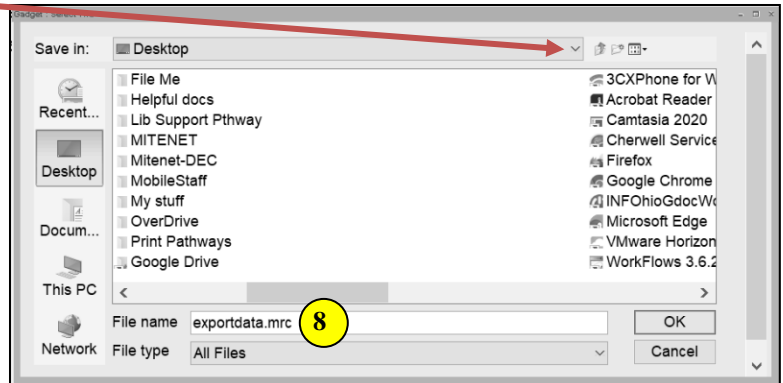 Save in: Desktop
Recent...
Desktop
Docum...
This PC
Network
File Me
Helpful docs
Lib Support Pthway
MITENET
Mitenet-DEC
MobileStaff
My stuff
OverDrive
Print Pathways
Google Drive
3CXPhone for W
Acrobat Reader
Camtasia 2020
Cherwell Service
Firefox
Google Chrome
INFOhioGdocWo
Microsoft Edge
VMware Horizon
WorkFlows 3.6.2
File name exportdata.mrc 8 OK
File type All Files Cancel